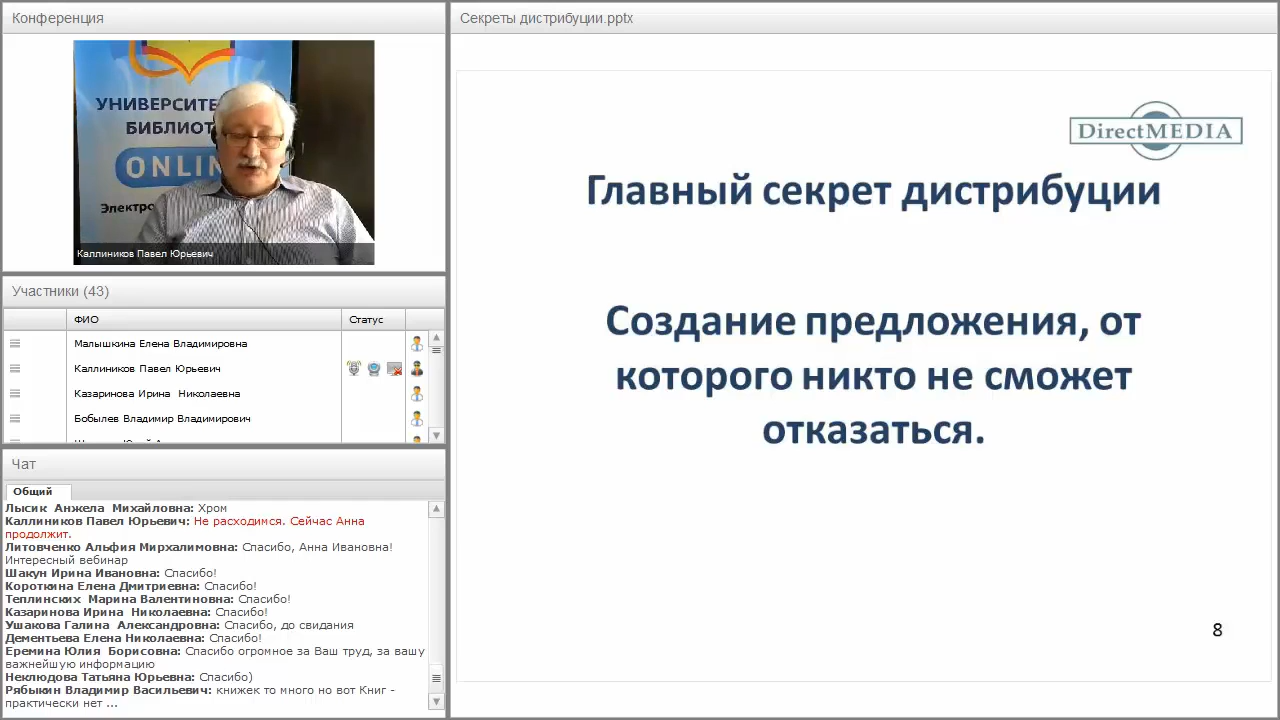 Конференция
УНИВЕРСИТЕ
БИБЛИОТ
ONLIN
Электро
Каллиников Павел Юрьевич
Участники (43)
ФИО
Статус
Малышкина Елена Владимировна
Каллиников Павел Юрьевич
Казаринова Ирина Николаевна
Бобылев Владимир Владимирович
Чат
Общий
Лысик Анжела Михайловна: Хром
Каллиников Павел Юрьевич: Не расходимся. Сейчас Анна
продолжит.
Литовченко Альфия Мирхалимовна: Спасибо, Анна Ивановна!
Интересный вебинар
Шакун Ирина Ивановна: Спасибо!
Короткина Елена Дмитриевна: Спасибо!
Теплинских Марина Валентиновна: Спасибо!
Казаринова Ирина Николаевна: Спасибо!
Ушакова Галина Александровна: Спасибо, до свидания
Дементьева Елена Николаевна: Спасибо!
Еремина Юлия Борисовна: Спасибо огромное за Ваш труд, за вашу
важнейшую информацию
Неклюдова Татьяна Юрьевна: Спасибо)
Рябыкин Владимир Васильевич: книжек то много но вот Книг -
практически нет ...
Секреты дистрибуции.pptx
DirectMEDIA
Главный секрет дистрибуции
Создание предложения, от
которого никто не сможет
отказаться.
8